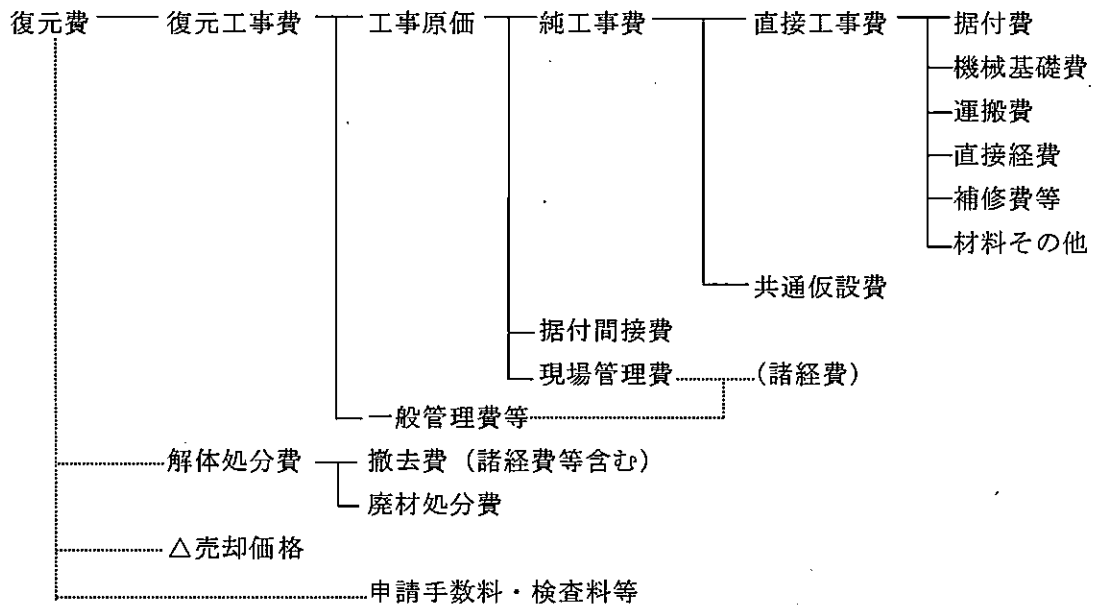 復元費 復元工事費 工事原価 純工事費 直接工事費 据付費
機械基礎費
運搬費
直接経費
補修費等
材料その他
共通仮設費
据付間接費
現場管理費 (諸経費)
一般管理費等
解体処分費 撤去費 (諸経費等含む)
廃材処分費
△売却価格
申請手数料・検査料等